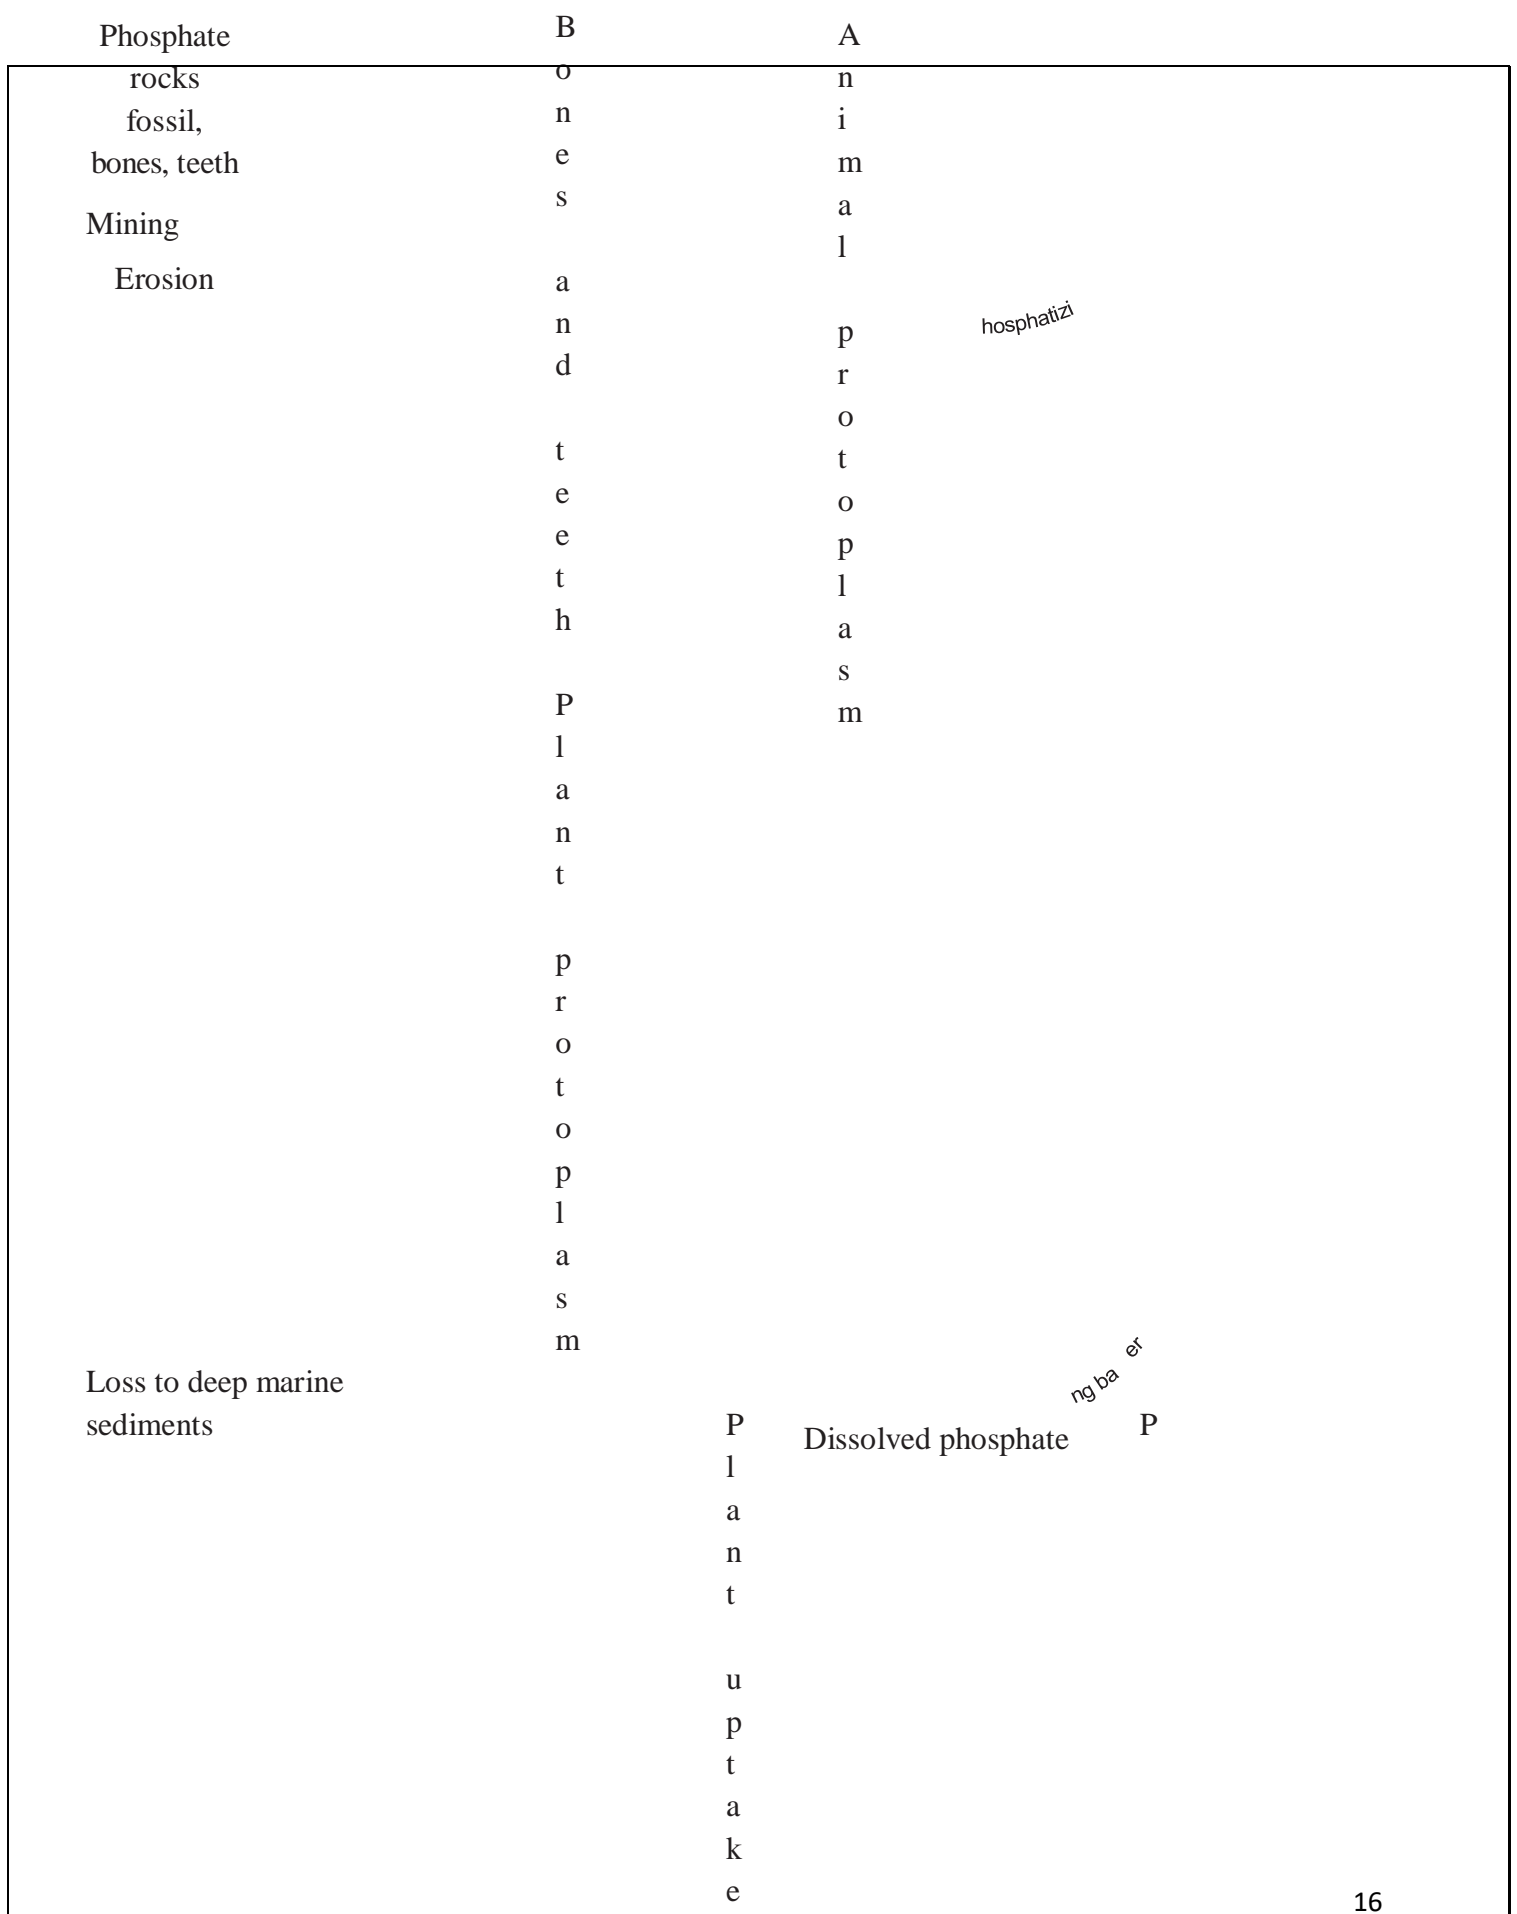 Phosphate
rocks
fossil,
bones, teeth
Mining
Erosion
Bones and teeth
Plant protoplasm
Animal protoplasm
hosphatizi
Loss to deep marine
sediments
Plant uptake
Dissolved phosphate
ng ba
er
P
16